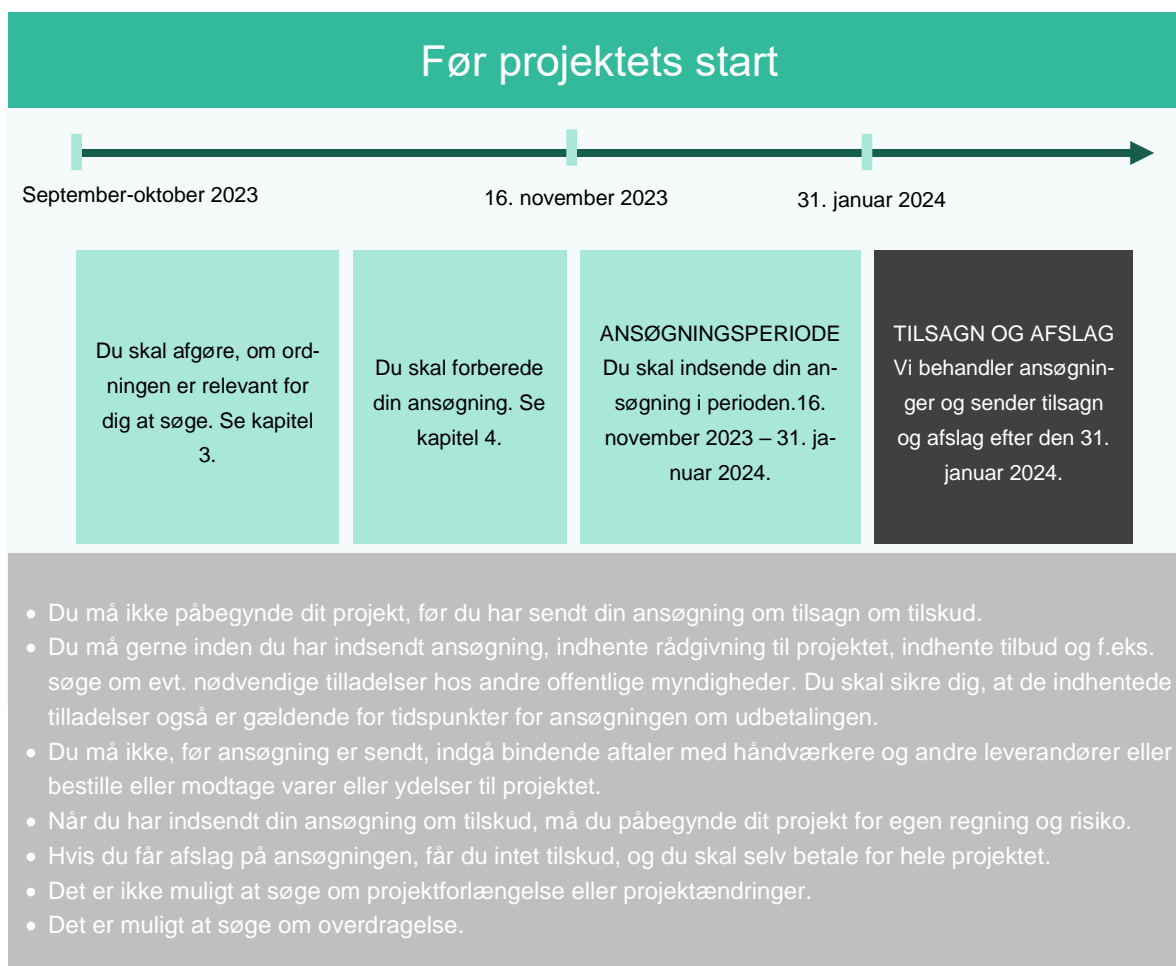 Før projektets start
September-oktober 2023
16. november 2023
31. januar 2024
Du skal afgøre, om ord-
ningen er relevant for
dig at søge. Se kapitel
3.
Du skal forberede
din ansøgning. Se
kapitel 4.
ANSØGNINGSPERIODE
Du skal indsende din an-
søgning i perioden.16.
november 2023 – 31. ja-
nuar 2024.
TILSAGN OG AFSLAG
Vi behandler ansøgnin-
ger og sender tilsagn
og afslag efter den 31.
januar 2024.
• Du må ikke påbegynde dit projekt, før du har sendt din ansøgning om tilsagn om tilskud.
• Du må gerne inden du har indsendt ansøgning, indhente rådgivning til projektet, indhente tilbud og f.eks.
søge om evt. nødvendige tilladelser hos andre offentlige myndigheder. Du skal sikre dig, at de indhentede
tilladelser også er gældende for tidspunkter for ansøgningen om udbetalingen.
• Du må ikke, før ansøgning er sendt, indgå bindende aftaler med håndværkere og andre leverandører eller
bestille eller modtage varer eller ydelser til projektet.
• Når du har indsendt din ansøgning om tilskud, må du påbegynde dit projekt for egen regning og risiko.
• Hvis du får afslag på ansøgningen, får du intet tilskud, og du skal selv betale for hele projektet.
• Det er ikke muligt at søge om projektforlængelse eller projektændringer.
• Det er muligt at søge om overdragelse.